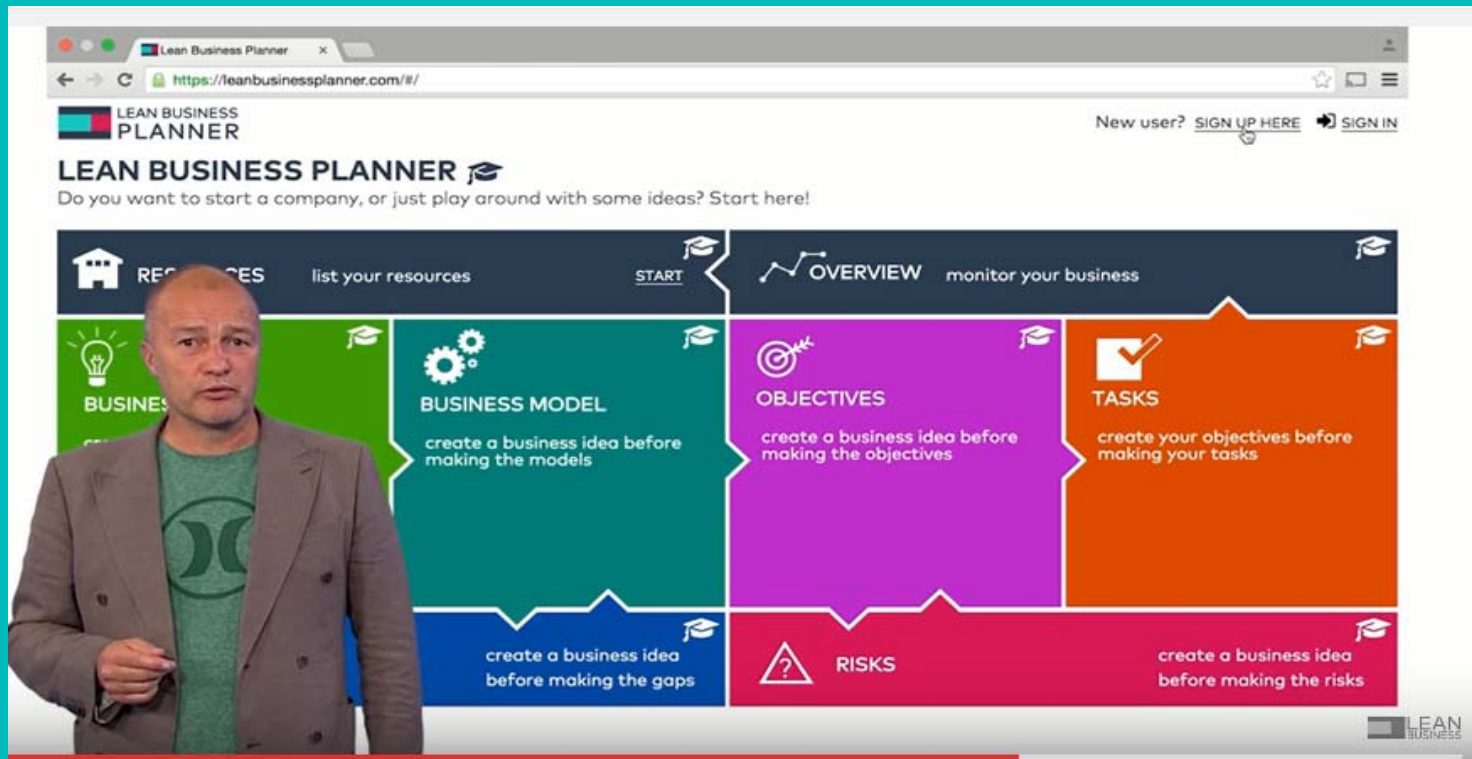 Lean Business Planner
https://leanbusinessplanner.com/#/
LEAN BUSINESS
PLANNER
New user? SIGN UP HERE SIGN IN
LEAN BUSINESS PLANNER
Do you want to start a company, or just play around with some ideas? Start here!
list your resources
START
OVERVIEW monitor your business
BUSINESS MODEL
create a business idea before
making the models
OBJECTIVES
create a business idea before
making the objectives
TASKS
create your objectives before
making your tasks
create a business idea
before making the gaps
RISKS
create a business idea
before making the risks
LEAN
BUSINESS